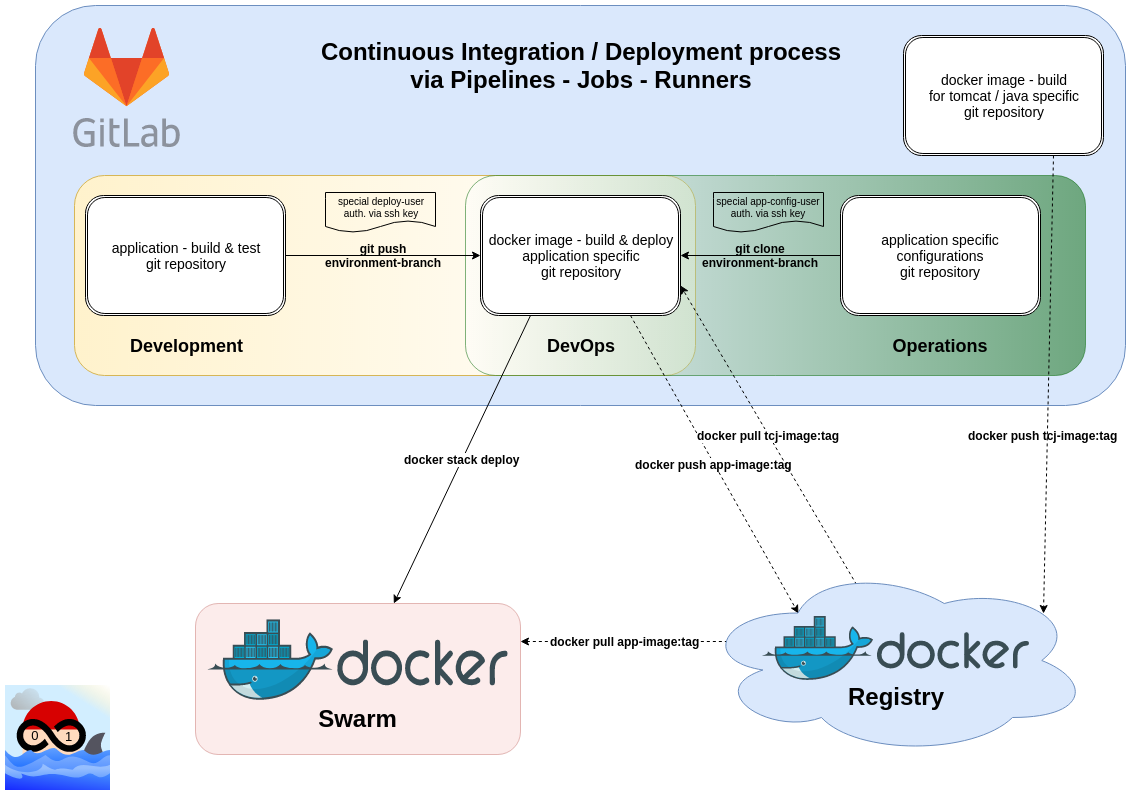 Continuous Integration / Deployment process
via Pipelines - Jobs - Runners
GitLab
docker image - build
for tomcat / java specific
git repository
application - build & test
git repository
special deploy-user
auth. via ssh key
git push
environment-branch
docker image - build & deploy
application specific
git repository
special app-config-user
auth. via ssh key
git clone
environment-branch
application specific
configurations
git repository
Development
DevOps
Operations
docker pull tcj-image:tag
docker push tcj-image:tag
docker stack deploy
docker push app-image:tag
docker pull app-image:tag
docker
Swarm
docker
Registry
0 1